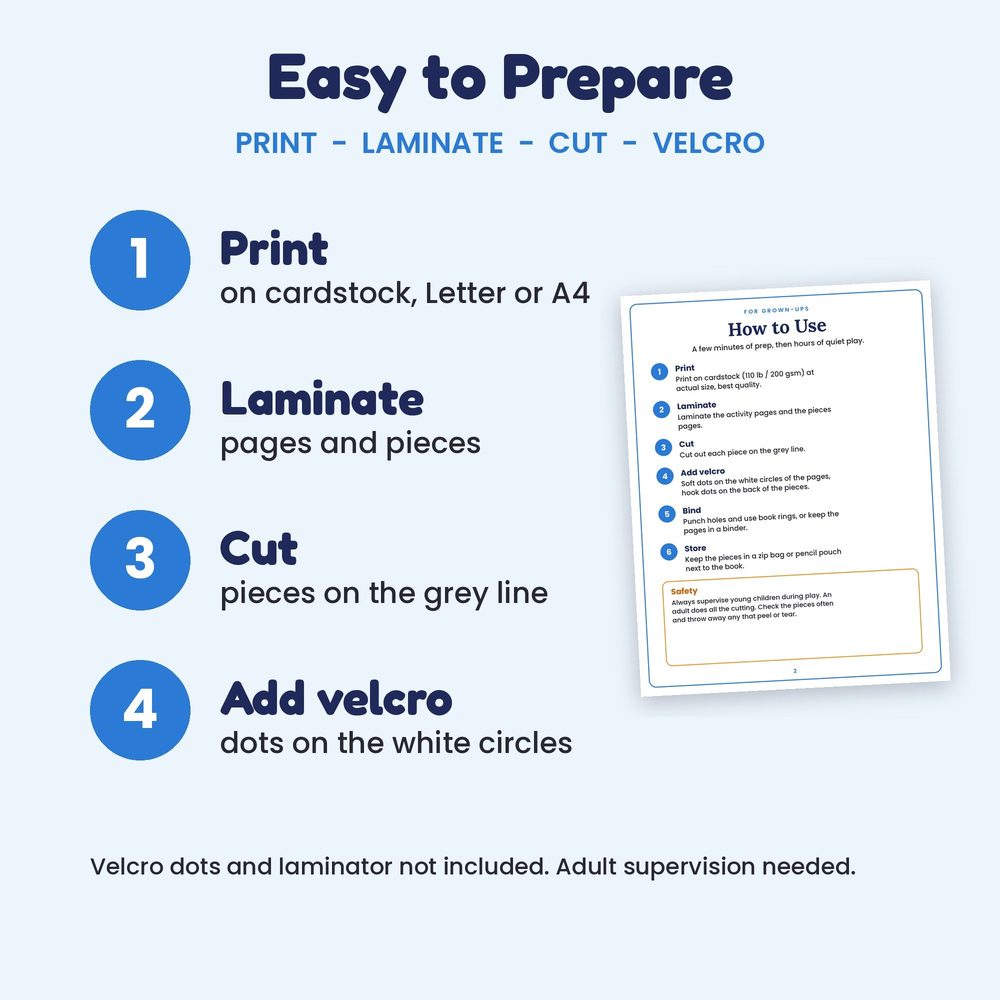 Easy to Prepare
PRINT - LAMINATE - CUT - VELCRO
1
Print
on cardstock, Letter or A4
2
Laminate
pages and pieces
3
Cut
pieces on the grey line
4
Add velcro
dots on the white circles
FOR GROWN-UPS
How to Use
A few minutes of prep, then hours of quiet play.
1
Print
Print on cardstock (110 lb / 200 gsm) at
actual size, best quality.
2
Laminate
Laminate the activity pages and the pieces
pages.
3
Cut
Cut out each piece on the grey line.
4
Add velcro
Soft dots on the white circles of the pages,
hook dots on the back of the pieces.
5
Bind
Punch holes and use book rings, or keep the
pages in a binder.
6
Store
Keep the pieces in a zip bag or pencil pouch
next to the book.
Safety
Always supervise young children during play. An
adult does all the cutting. Check the pieces often
and throw away any that peel or tear.
2
Velcro dots and laminator not included. Adult supervision needed.